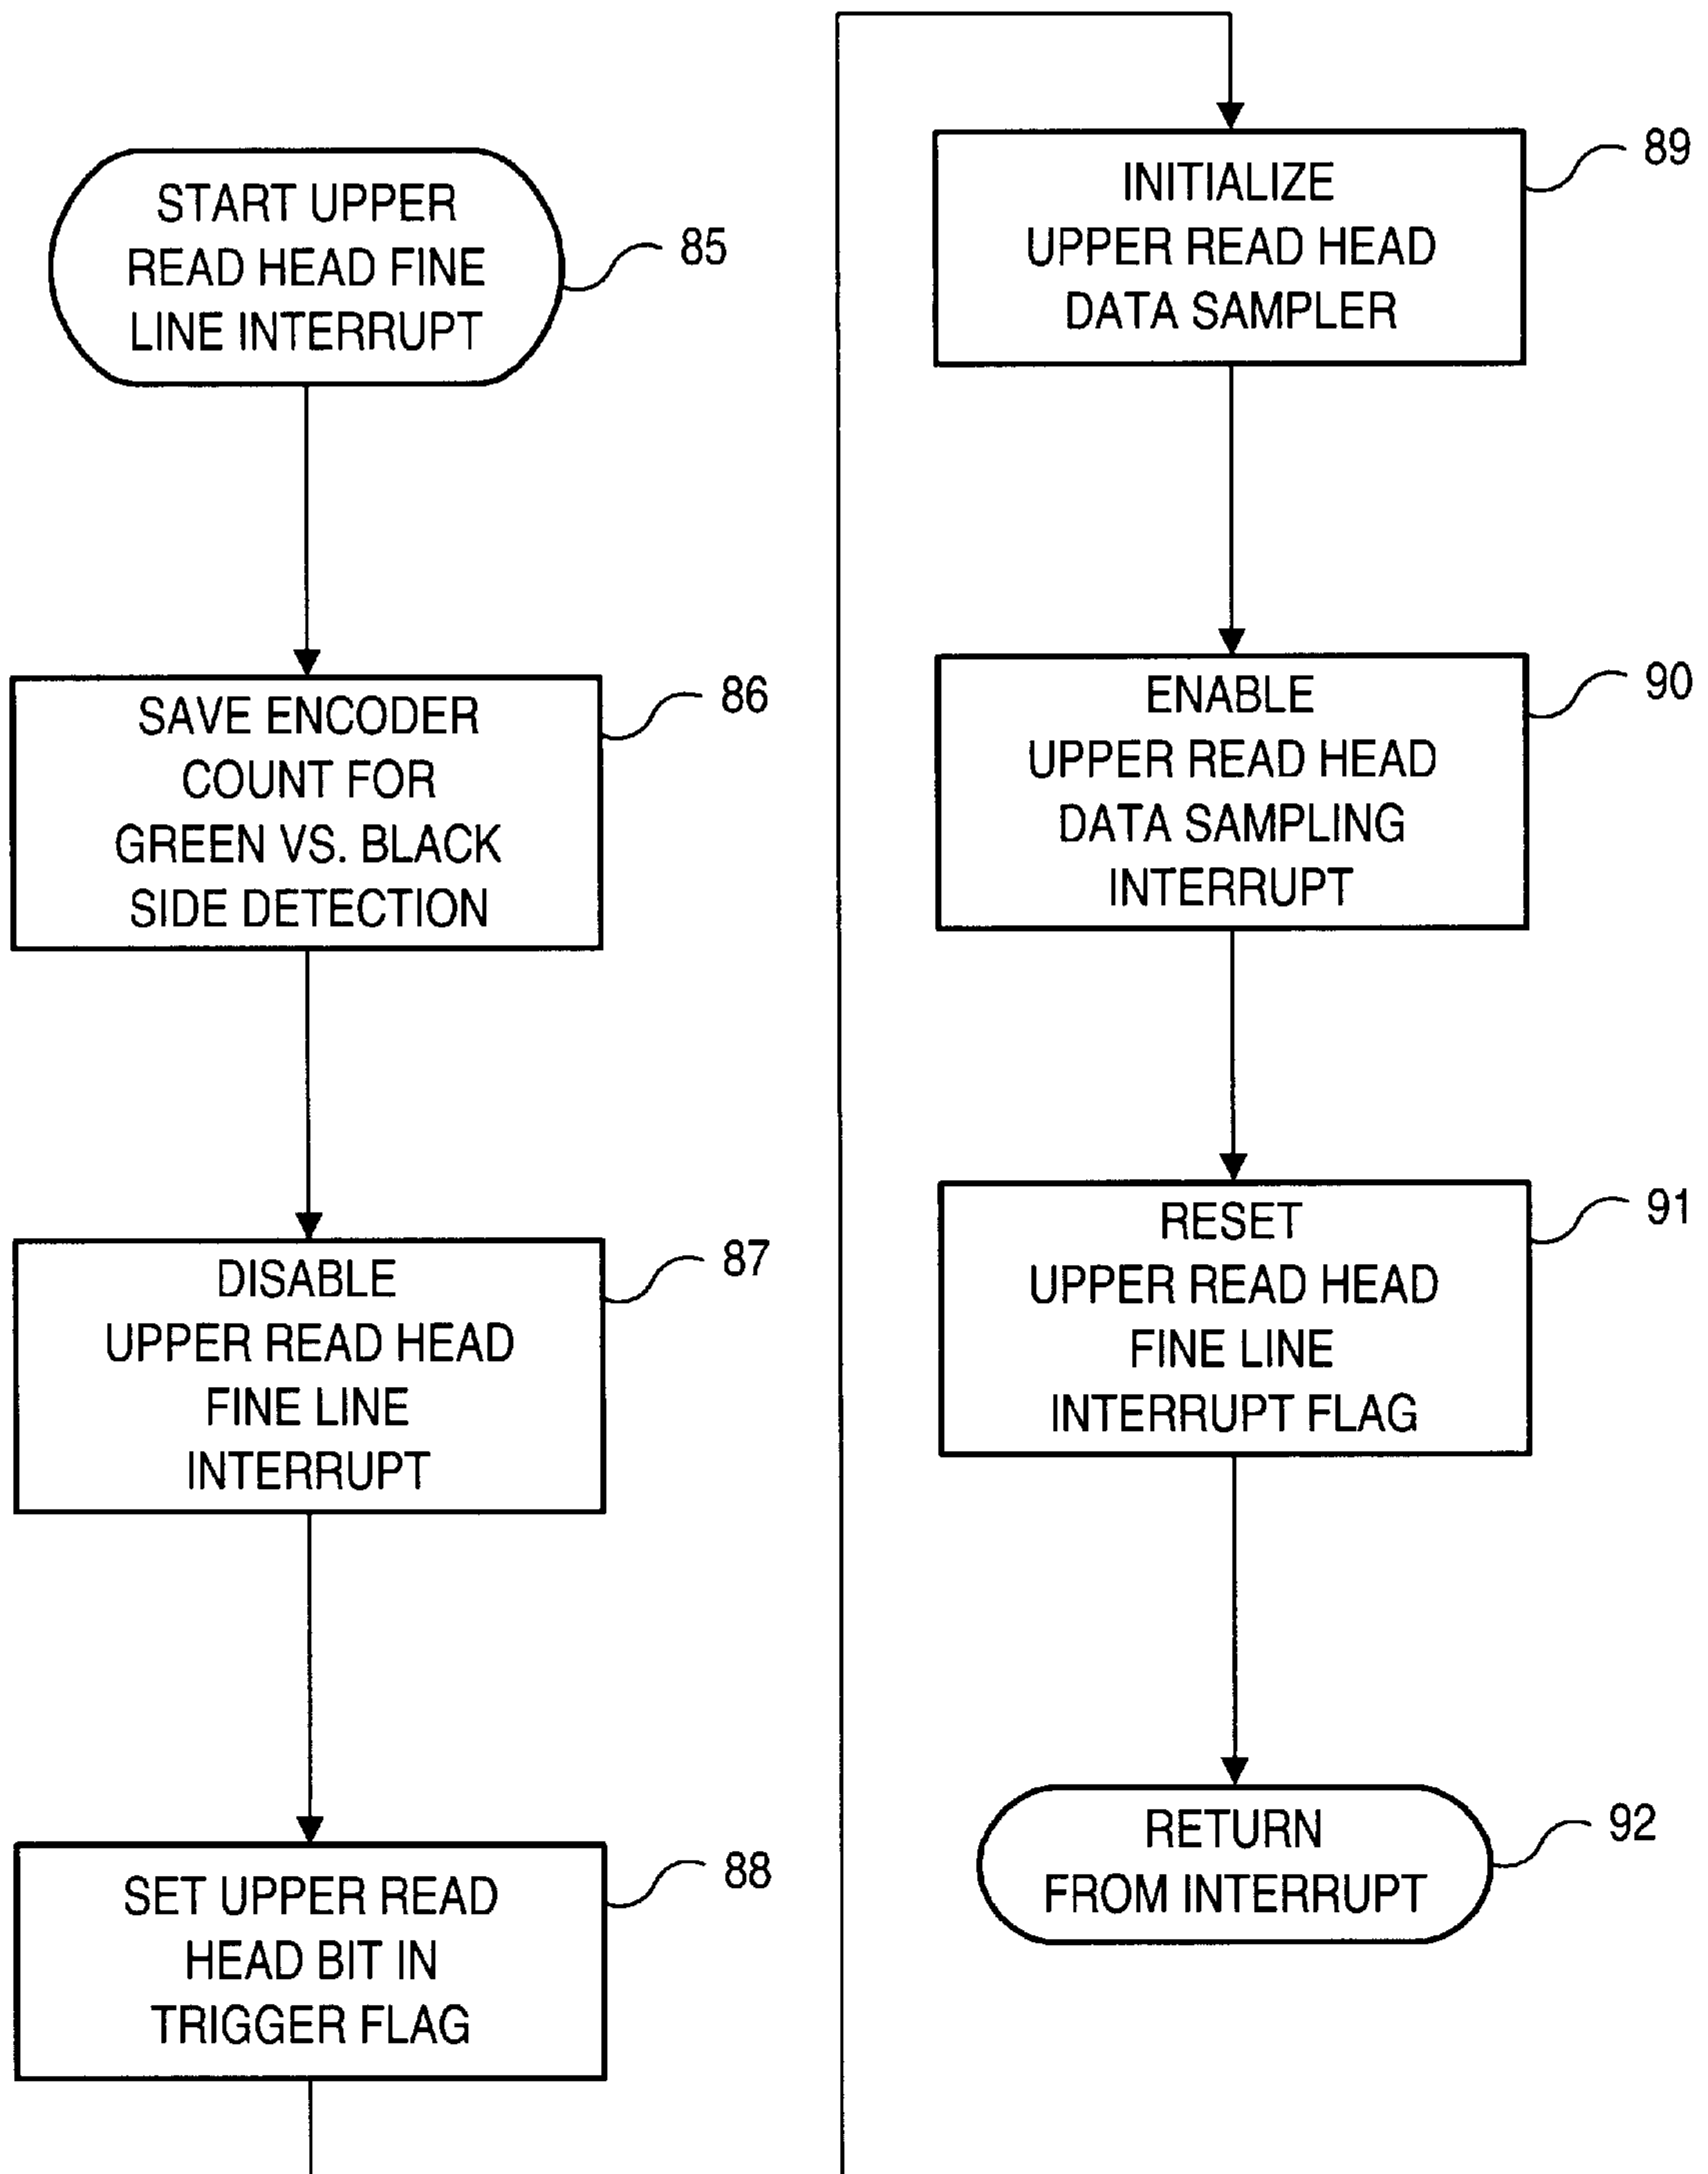 START UPPER
READ HEAD FINE
LINE INTERRUPT
85
SAVE ENCODER
COUNT FOR
GREEN VS. BLACK
SIDE DETECTION
86
DISABLE
UPPER READ HEAD
FINE LINE
INTERRUPT
87
SET UPPER READ
HEAD BIT IN
TRIGGER FLAG
88
INITIALIZE
UPPER READ HEAD
DATA SAMPLER
89
ENABLE
UPPER READ HEAD
DATA SAMPLING
INTERRUPT
90
RESET
UPPER READ HEAD
FINE LINE
INTERRUPT FLAG
91
RETURN
FROM INTERRUPT
92